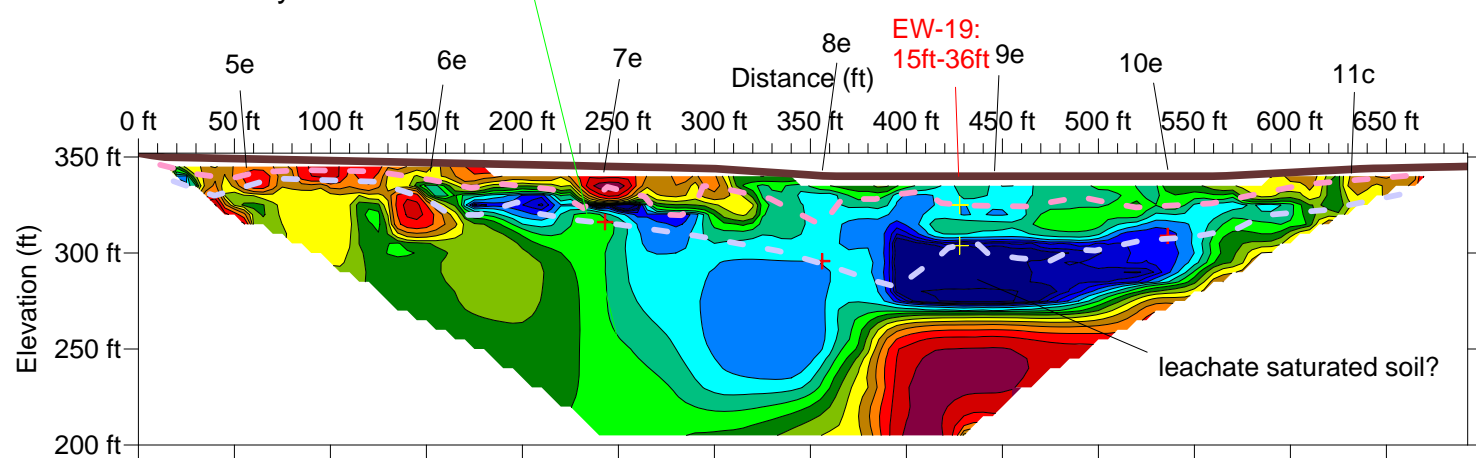 EW-19:
15ft-36ft
5e 6e 7e 8e 9e 10e 11c
Distance (ft)
0 ft 50 ft 100 ft 150 ft 200 ft 250 ft 300 ft 350 ft 400 ft 450 ft 500 ft 550 ft 600 ft 650 ft
Elevation (ft)
350 ft
300 ft
250 ft
200 ft
leachate saturated soil?